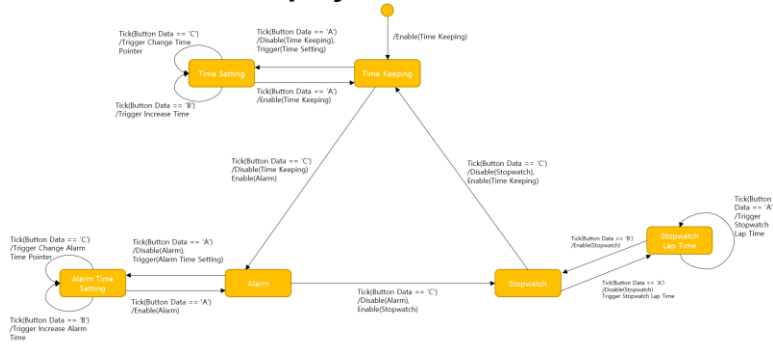 /Enable(Time Keeping)
Tick(Button Data == 'C')
/Trigger Change Time
Pointer
Tick(Button Data == 'A')
/Disable(Time Keeping),
Trigger(Time Setting)
Time Setting
Time Keeping
Tick(Button Data == 'B')
/Trigger Increase Time
Tick(Button Data == 'A')
/Enable(Time Keeping)
Tick(Button Data == 'C')
/Disable(Time Keeping)
Enable(Alarm)
Tick(Button Data == 'C')
/Disable(Stopwatch),
Enable(Time Keeping)
Tick(Button
Data == 'A'
/Trigger
Stopwatch
Lap Time
Stopwatch
Lap Time
Tick(Button Data == 'B')
/Enable(Stopwatch)
Tick(Button Data == 'C')
/Trigger Change Alarm
Time Pointer
Tick(Button Data == 'A')
/Disable(Alarm),
Trigger(Alarm Time Setting)
Alarm Time
Setting
Alarm
Stopwatch
Tick(Button Data == 'A')
/Disable(Stopwatch)
Trigger Stopwatch Lap Time
Tick(Button Data == 'A')
/Enable(Alarm)
Tick(Button Data == 'C')
/Disable(Alarm),
Enable(Stopwatch)
Tick(Button Data == 'B')
/Trigger Increase Alarm
Time